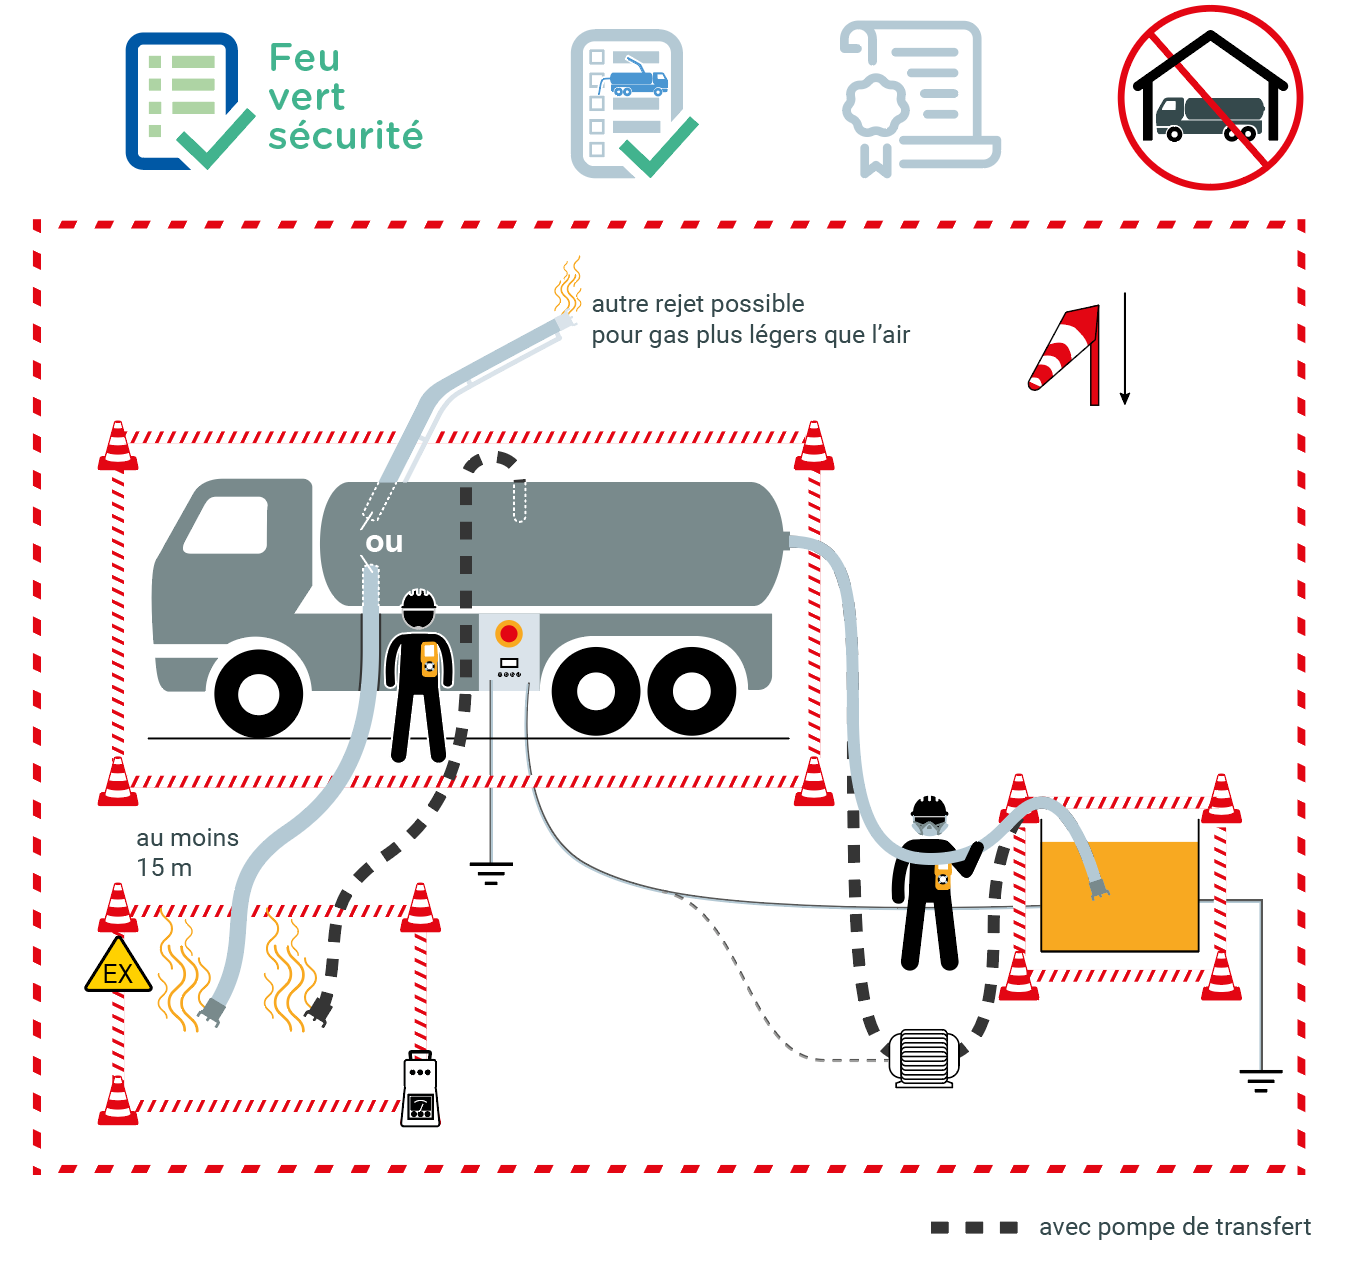 Feu
vert
sécurité
autre rejet possible
pour gas plus légers que l'air
ou
au moins
15 m
EX
avec pompe de transfert